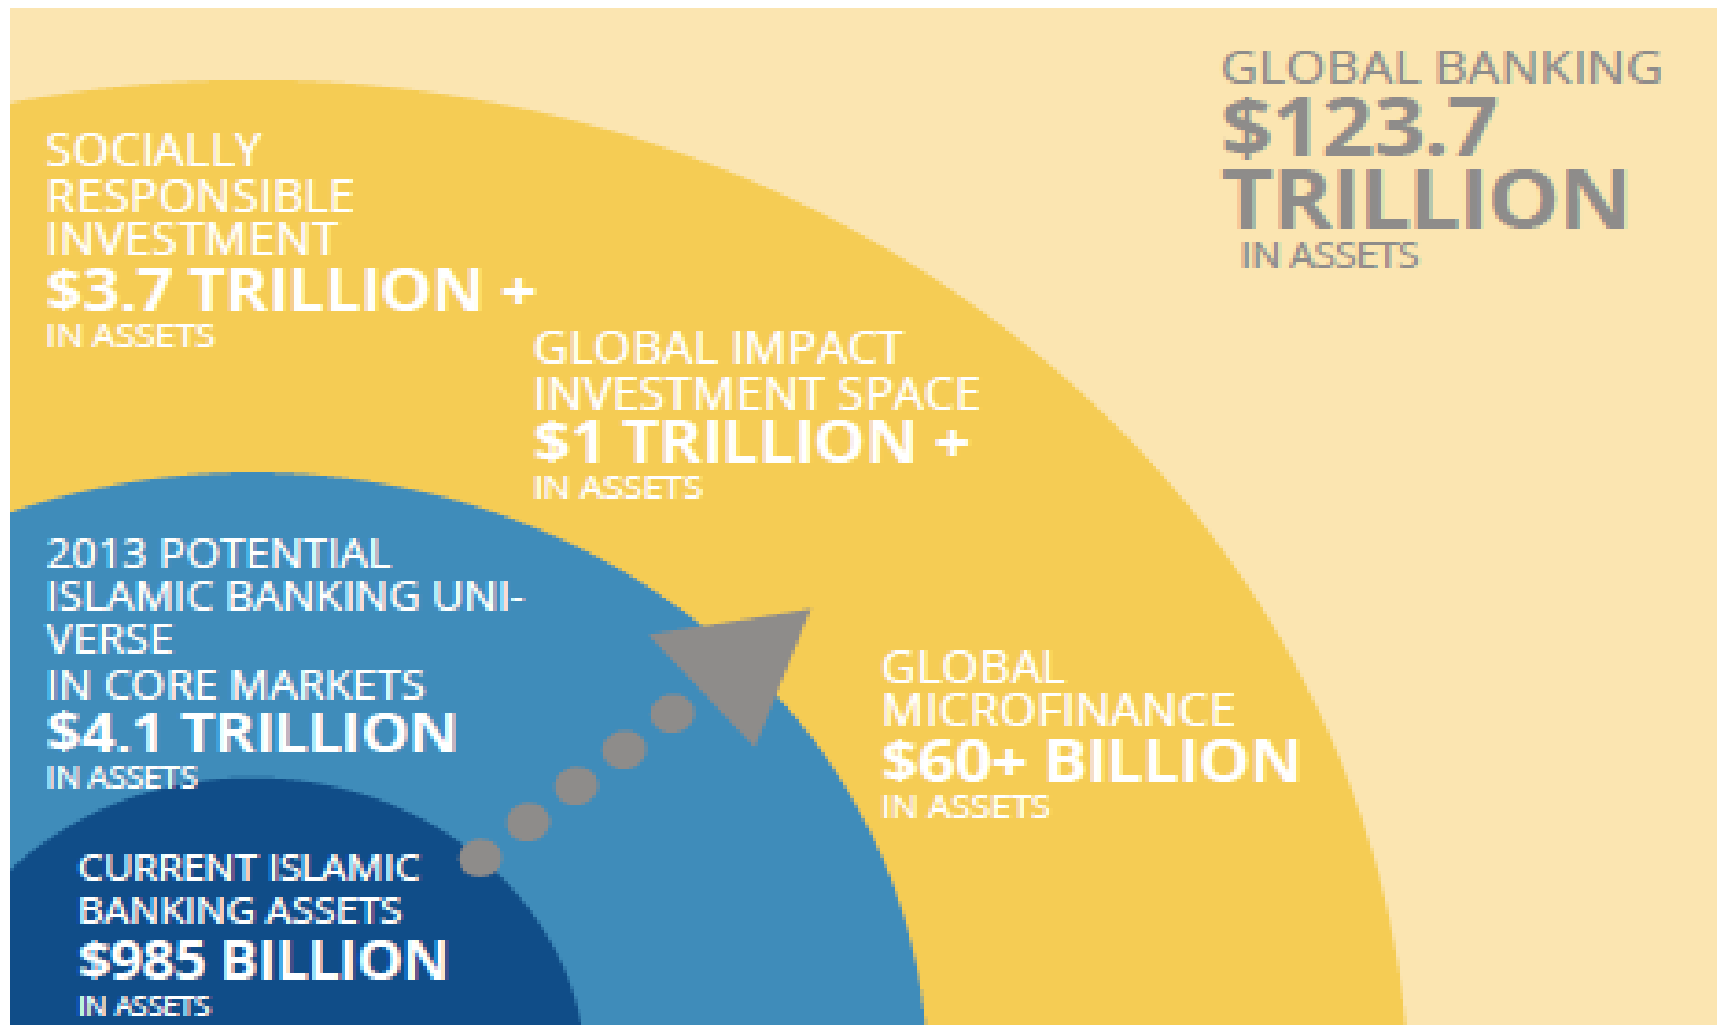 GLOBAL BANKING
$123.7
TRILLION
IN ASSETS
SOCIALLY
RESPONSIBLE
INVESTMENT
$3.7 TRILLION +
IN ASSETS
GLOBAL IMPACT
INVESTMENT SPACE
$1 TRILLION +
IN ASSETS
2013 POTENTIAL
ISLAMIC BANKING UNI-
VERSE
IN CORE MARKETS
$4.1 TRILLION
IN ASSETS
GLOBAL
MICROFINANCE
$60+ BILLION
IN ASSETS
CURRENT ISLAMIC
BANKING ASSETS
$985 BILLION
IN ASSETS